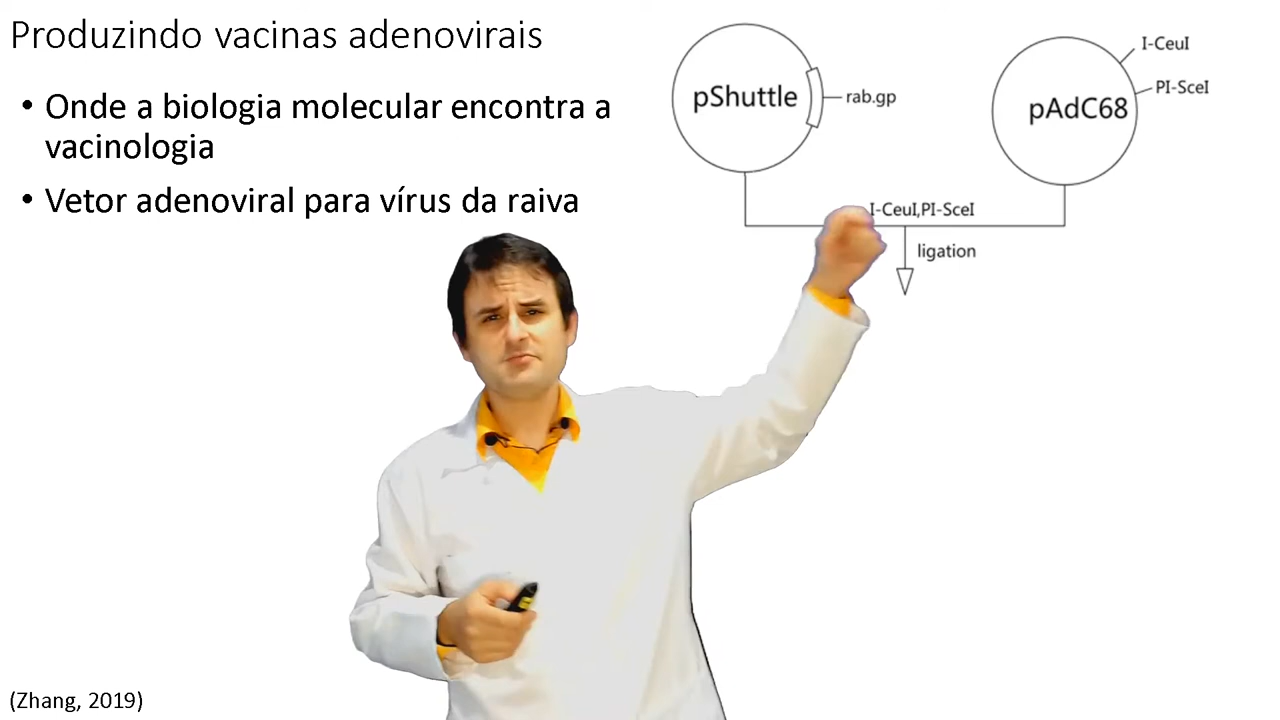 Produzindo vacinas adenovirais
• Onde a biologia molecular encontra a
vacinologia
• Vetor adenoviral para vírus da raiva
pShuttle
rab.gp
pAdC68
I-CeuI
PI-SceI
I-CeuI,PI-SceI
ligation
(Zhang, 2019)